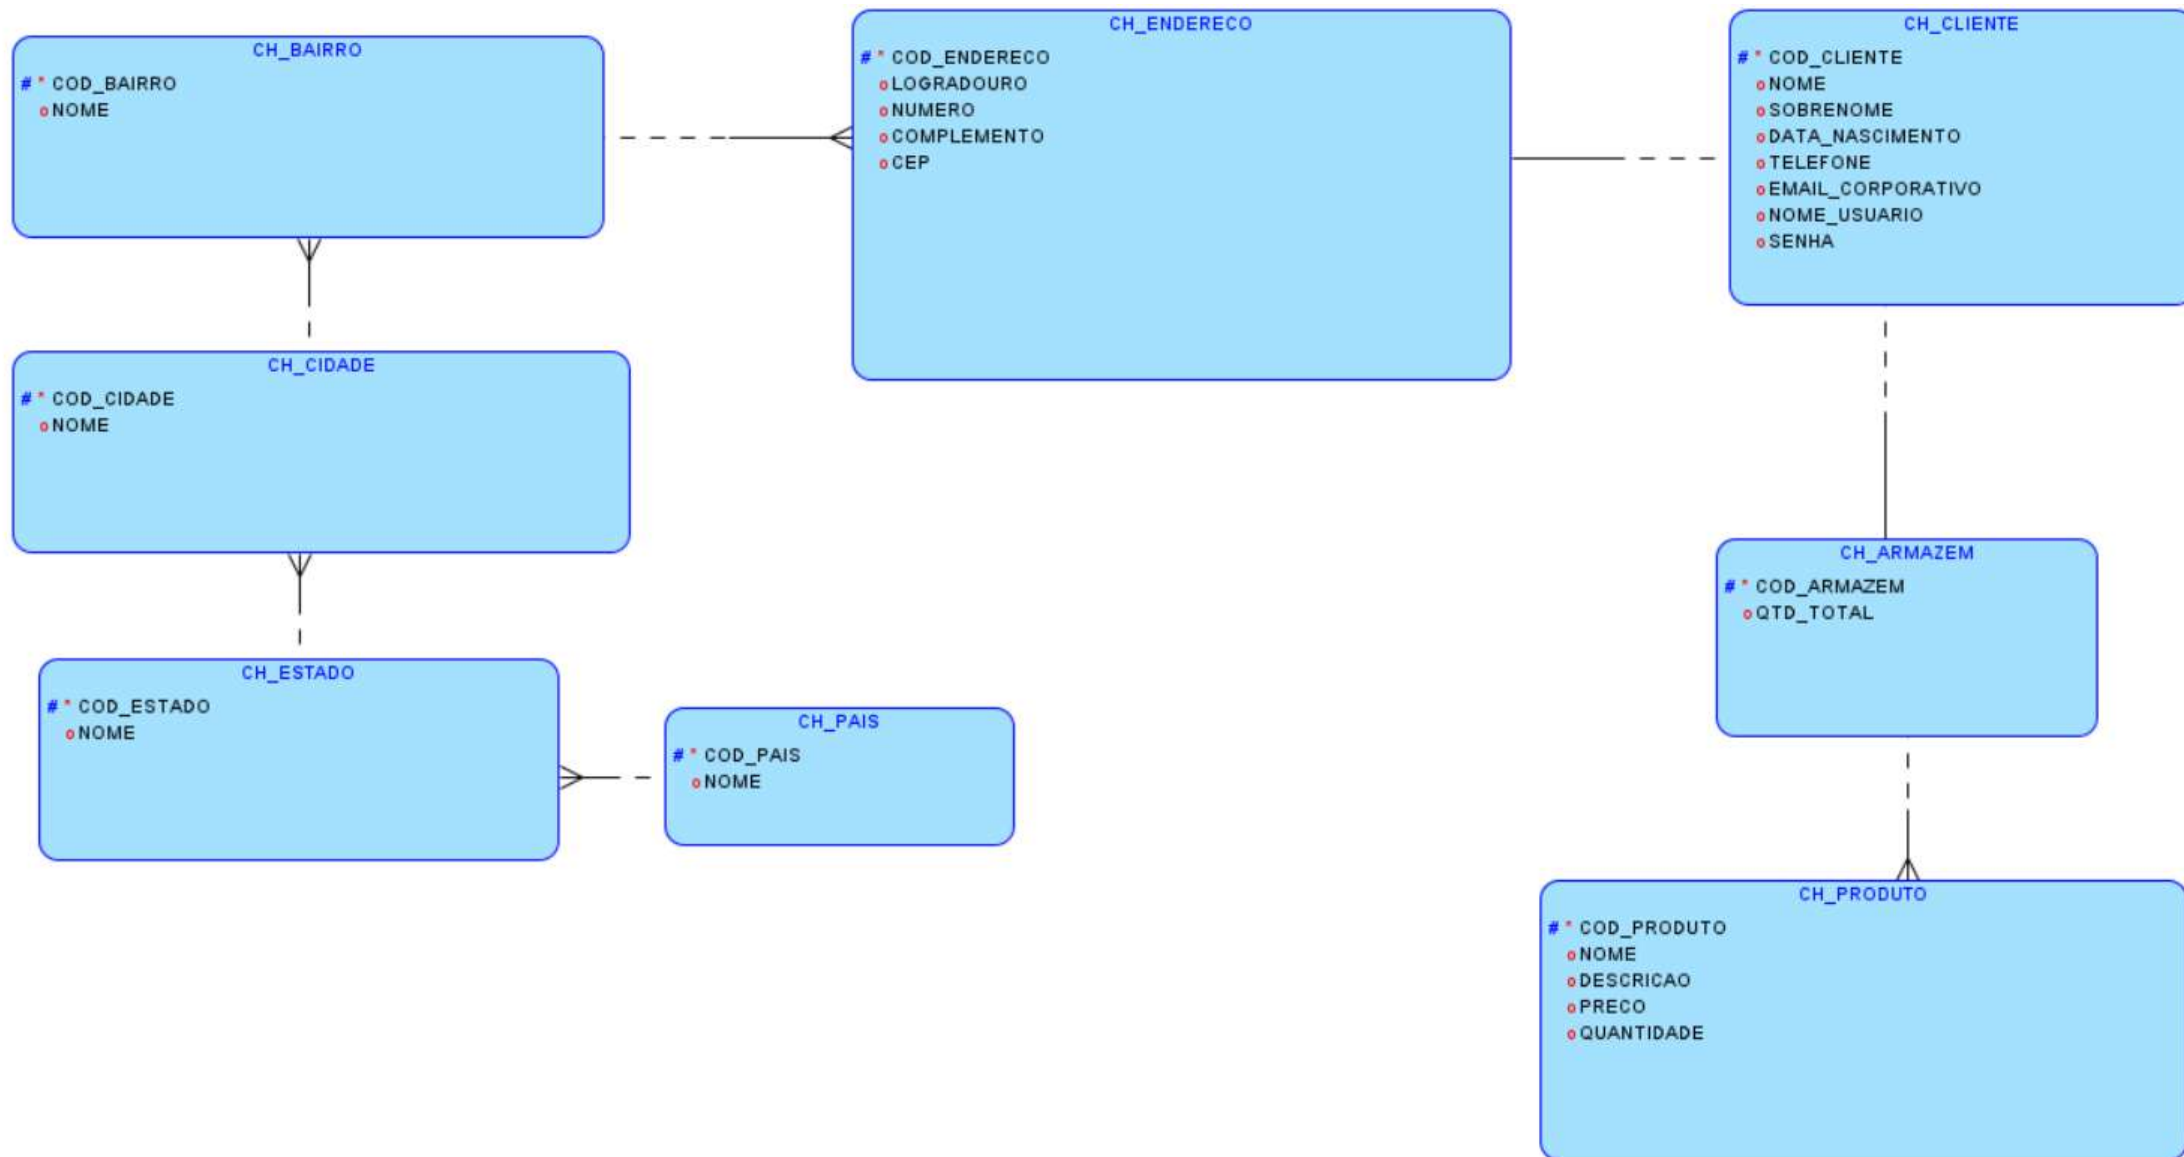 CH_BAIRRO
# * COD_BAIRRO
o NOME
CH_ENDERECO
# * COD_ENDERECO
o LOGRADOURO
o NUMERO
o COMPLEMENTO
o CEP
CH_CLIENTE
# * COD_CLIENTE
o NOME
o SOBRENOME
o DATA_NASCIMENTO
o TELEFONE
o EMAIL_CORPORATIVO
o NOME_USUARIO
o SENHA
CH_CIDADE
# * COD_CIDADE
o NOME
CH_ESTADO
# * COD_ESTADO
o NOME
CH_PAIS
# * COD_PAIS
o NOME
CH_ARMAZEM
# * COD_ARMAZEM
o QTD_TOTAL
CH_PRODUTO
# * COD_PRODUTO
o NOME
o DESCRICAO
o PRECO
o QUANTIDADE